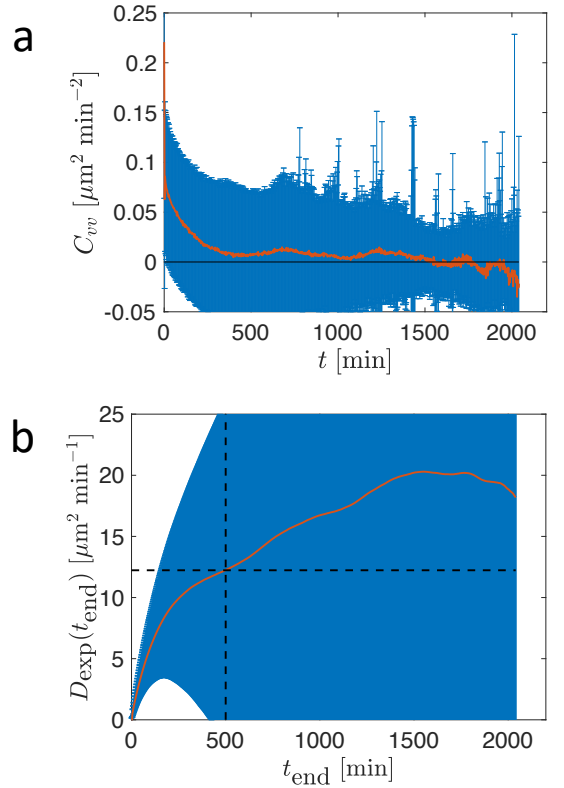 a
0.25
0.2
0.15
0.1
0.05
0
-0.05
C_vv [μm² min⁻²]
0 500 1000 1500 2000
t [min]
b
25
20
15
10
5
0
D_exp(t_end) [μm² min⁻¹]
0 500 1000 1500 2000
t_end [min]